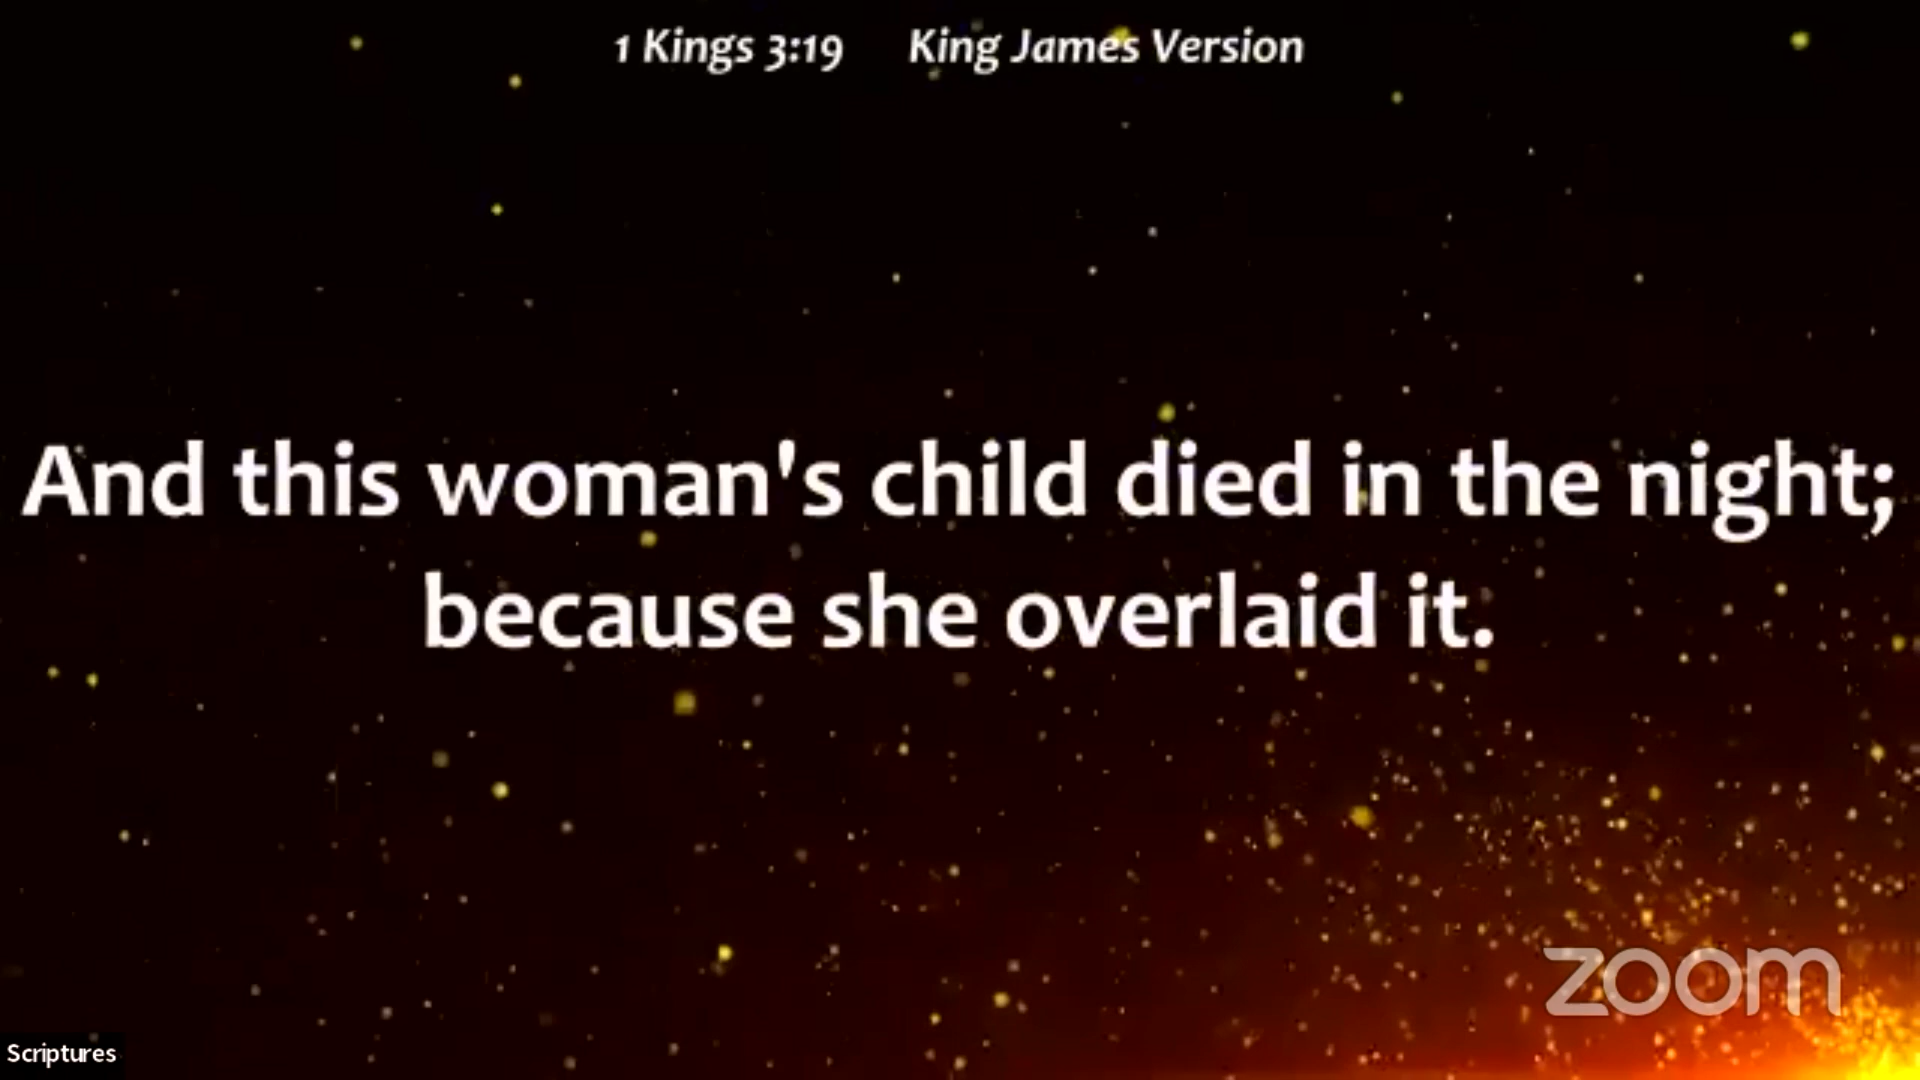 1 Kings 3:19 King James Version
And this woman's child died in the night;
because she overlaid it.
zoom
Scriptures